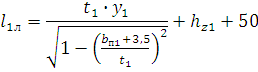 l₁л = (t₁ · y₁) / √(1 − ((bп1 + 3,5) / t₁)²) + hz1 + 50